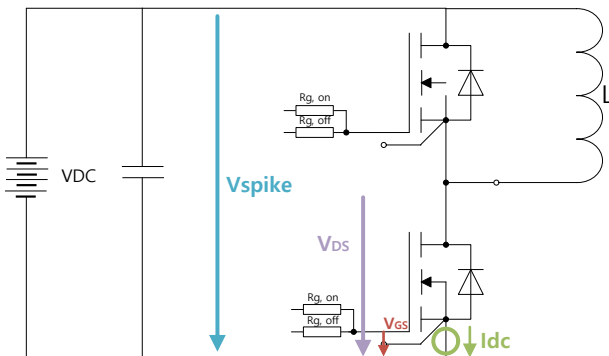 Rg, on
Rg, off
L
VDC
Vspike
VDS
Rg, on
Rg, off
VGS
Idc